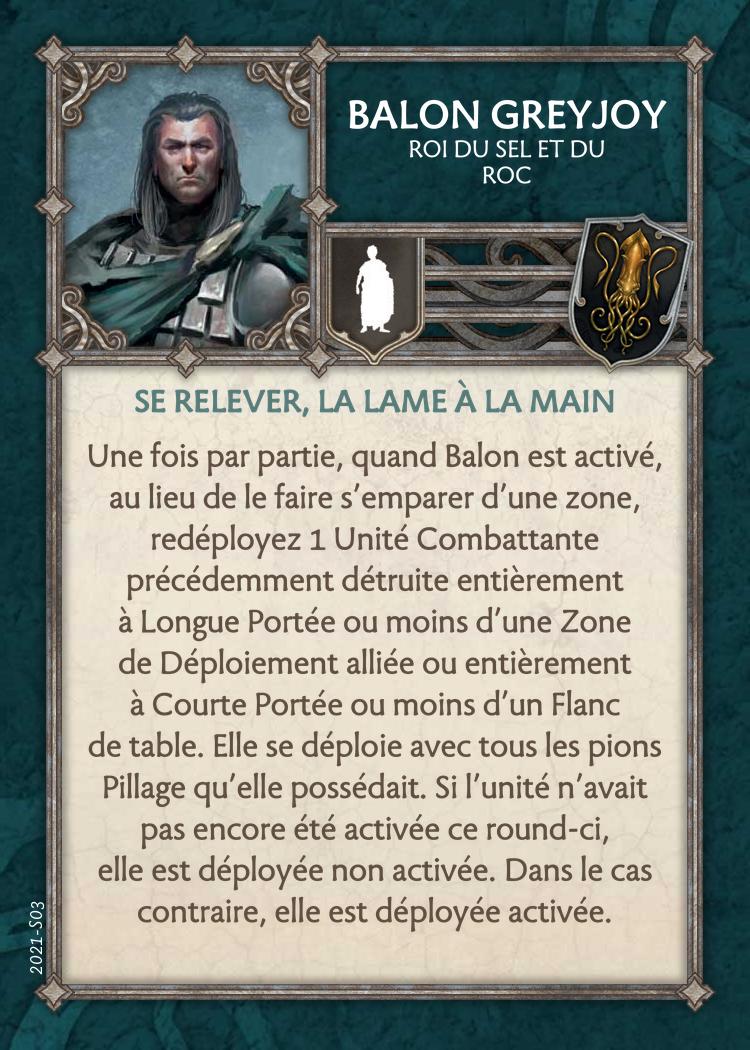 BALON GREYJOY
ROI DU SEL ET DU
ROC
SE RELEVER, LA LAME À LA MAIN
Une fois par partie, quand Balon est activé,
au lieu de le faire s’emparer d’une zone,
redéployez 1 Unité Combattante
précédemment détruite entièrement
à Longue Portée ou moins d’une Zone
de Déploiement alliée ou entièrement
à Courte Portée ou moins d’un Flanc
de table. Elle se déploie avec tous les pions
Pillage qu’elle possédait. Si l’unité n’avait
pas encore été activée ce round-ci,
elle est déployée non activée. Dans le cas
contraire, elle est déployée activée.
2021-S03